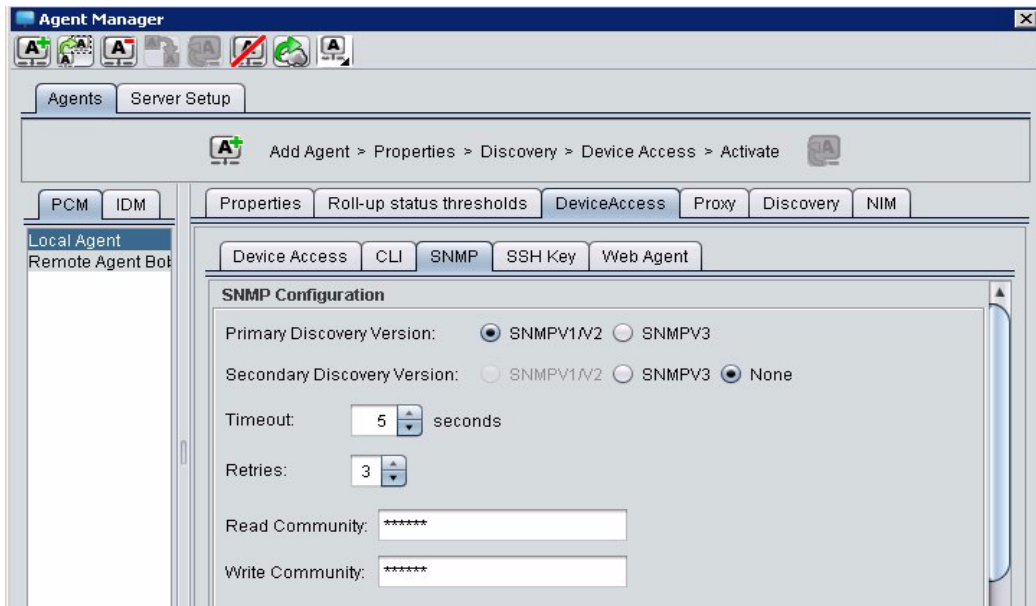 Agent Manager
Agents Server Setup
Add Agent > Properties > Discovery > Device Access > Activate
PCM IDM
Local Agent
Remote Agent Bob
Properties Roll-up status thresholds DeviceAccess Proxy Discovery NIM
Device Access CLI SNMP SSH Key Web Agent
SNMP Configuration
Primary Discovery Version: SNMPV1/V2 SNMPV3
Secondary Discovery Version: SNMPV1/V2 SNMPV3 None
Timeout: 5 seconds
Retries: 3
Read Community: ******
Write Community: ******